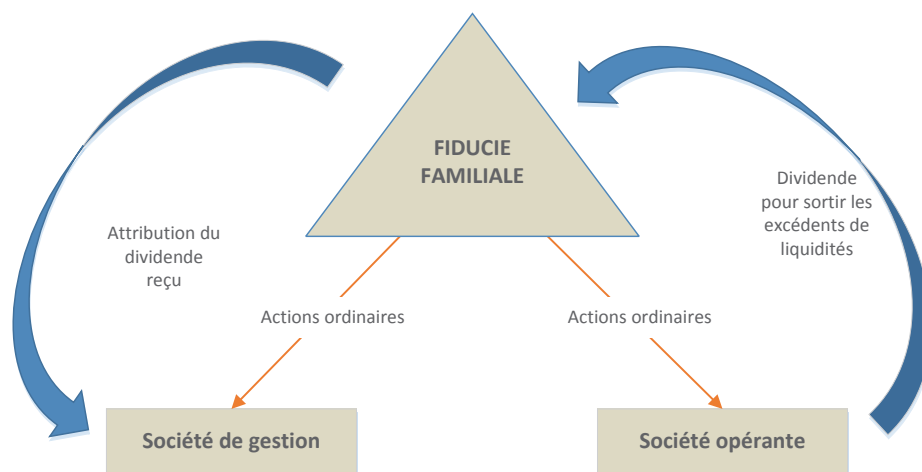 FIDUCIE
FAMILIALE
Attribution du
dividende
reçu
Dividende
pour sortir les
excédents de
liquidités
Actions ordinaires
Actions ordinaires
Société de gestion
Société opérante